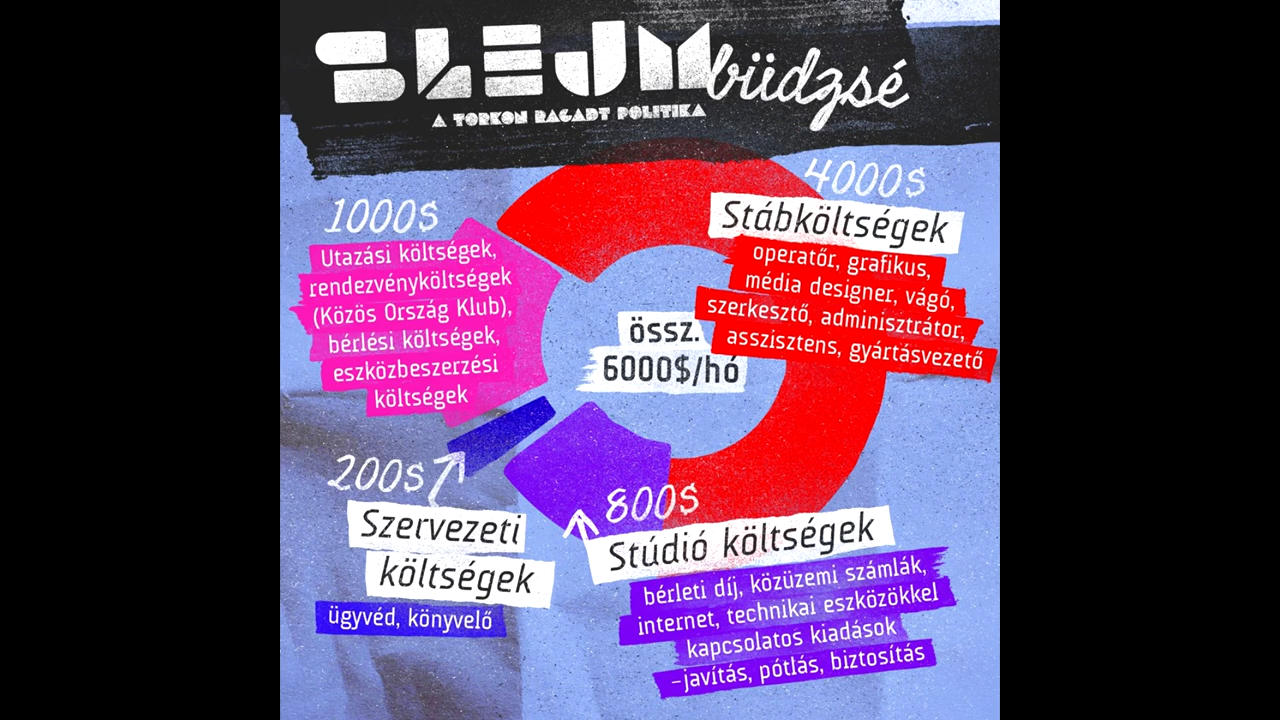 SLEJM büdzsé
A TORKON RAGADT POLITIKA
4000$
Stábköltségek
operatőr, grafikus,
média designer, vágó,
szerkesztő, adminisztrátor,
asszisztens, gyártásvezető
1000$
Utazási költségek,
rendezvényköltségek
(Közös Ország Klub),
bérlési költségek,
eszközbeszerzési
költségek
össz.
6000$/hó
200$
Szervezeti
költségek
ügyvéd, könyvelő
800$
Stúdió költségek
bérleti díj, közüzemi számlák,
internet, technikai eszközökkel
kapcsolatos kiadások
-javítás, pótlás, biztosítás